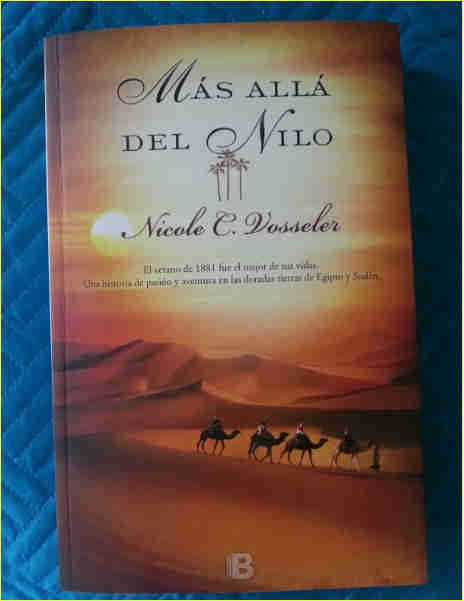 MÁS ALLÁ
DEL NILO
Nicole C. Vosseler
El verano de 1881 fue el mejor de sus vidas.
Una historia de pasión y aventura en las doradas tierras de Egipto y Sudán.
B